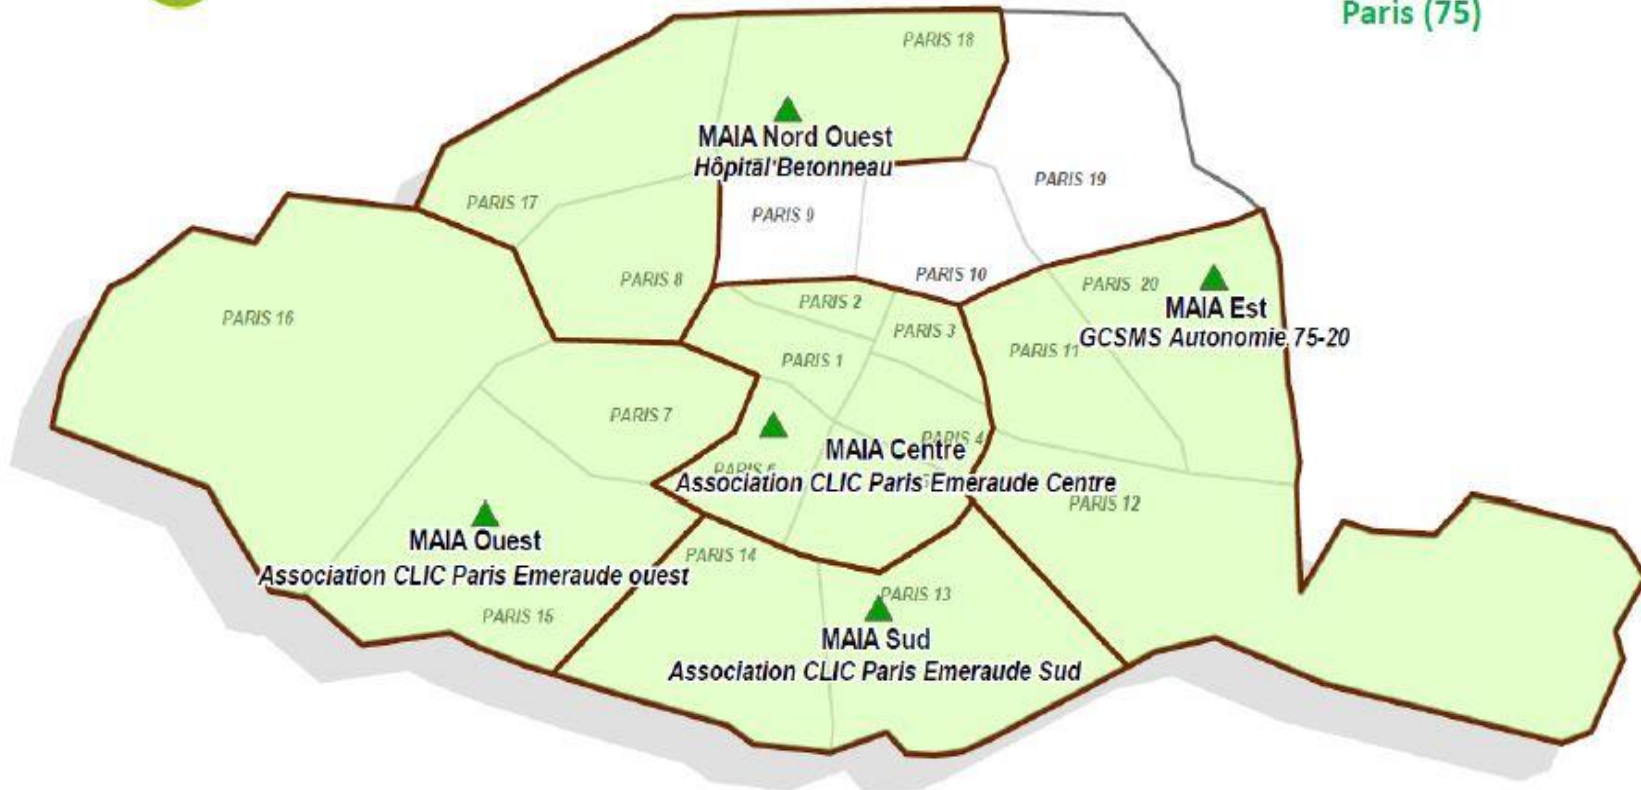 Paris (75)
PARIS 18
MAIA Nord Ouest
Hôpital Betonneau
PARIS 19
PARIS 17
PARIS 9
PARIS 8
PARIS 10
PARIS 20
MAIA Est
GCSMS Autonomie 75-20
PARIS 2
PARIS 16
PARIS 3
PARIS 11
PARIS 1
PARIS 7
PARIS 4
MAIA Centre
PARIS 6
Association CLIC Paris Emeraude Centre
PARIS 12
MAIA Ouest
PARIS 14
Association CLIC Paris Emeraude ouest
PARIS 13
PARIS 15
MAIA Sud
Association CLIC Paris Emeraude Sud